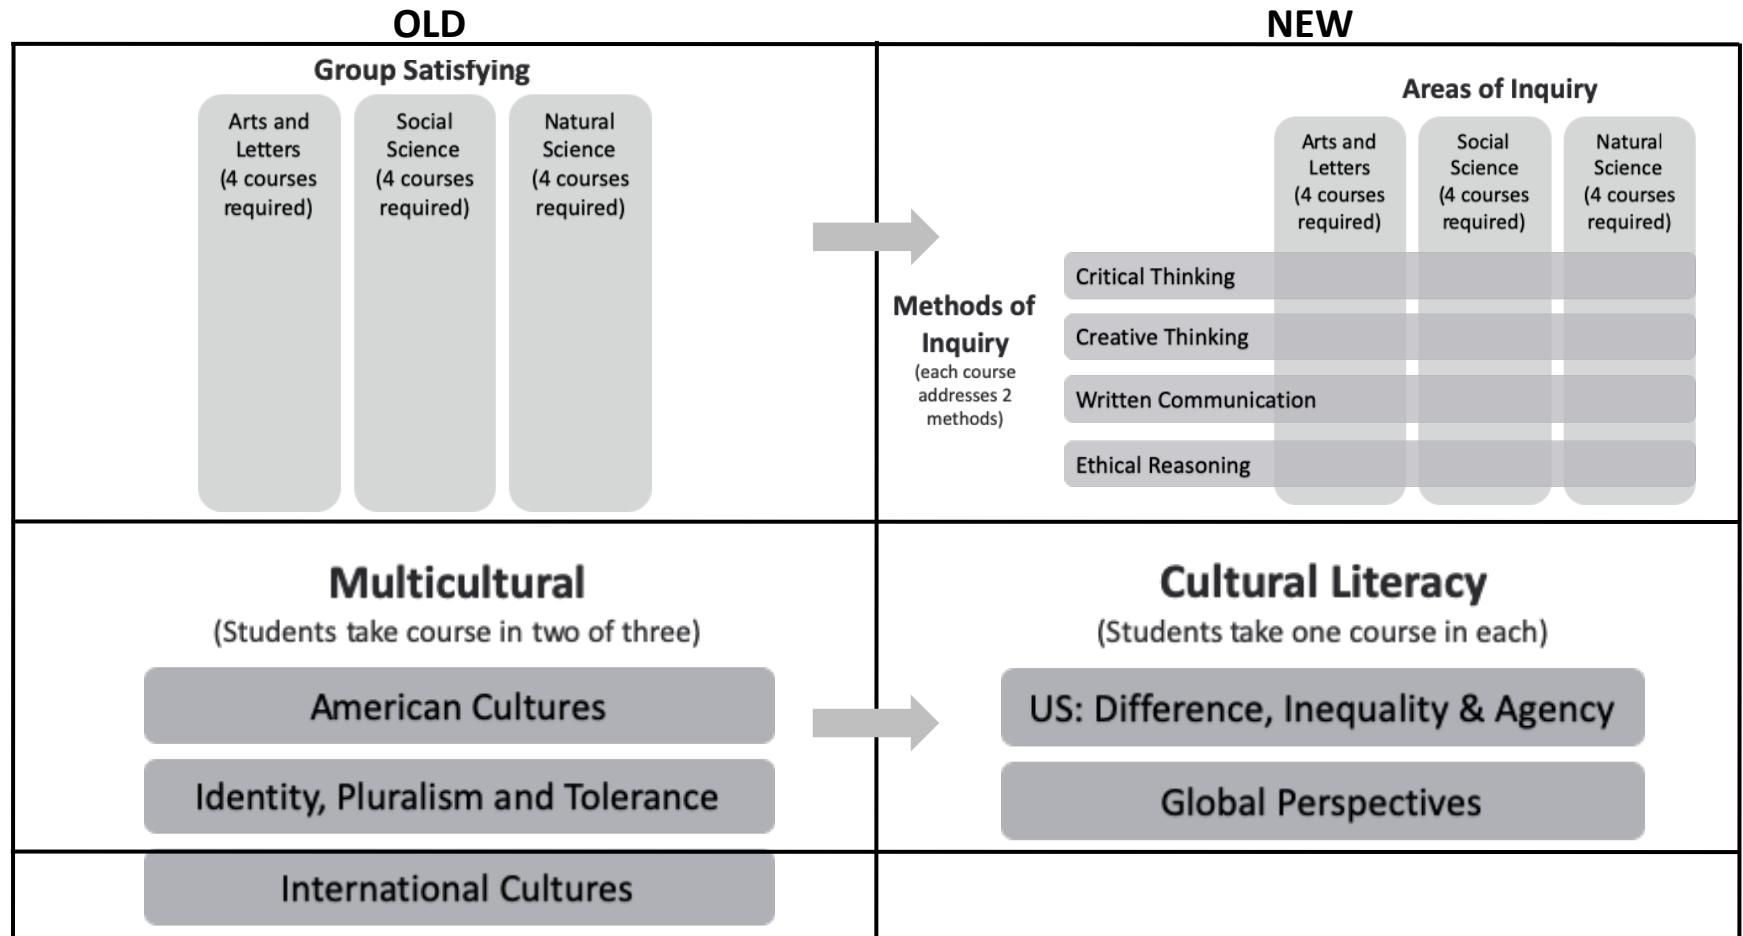 OLD
NEW
Group Satisfying
Arts and
Letters
(4 courses
required)
Social
Science
(4 courses
required)
Natural
Science
(4 courses
required)
Areas of Inquiry
Arts and
Letters
(4 courses
required)
Social
Science
(4 courses
required)
Natural
Science
(4 courses
required)
Methods of
Inquiry
(each course
addresses 2
methods)
Critical Thinking
Creative Thinking
Written Communication
Ethical Reasoning
Multicultural
(Students take course in two of three)
American Cultures
Identity, Pluralism and Tolerance
International Cultures
Cultural Literacy
(Students take one course in each)
US: Difference, Inequality & Agency
Global Perspectives